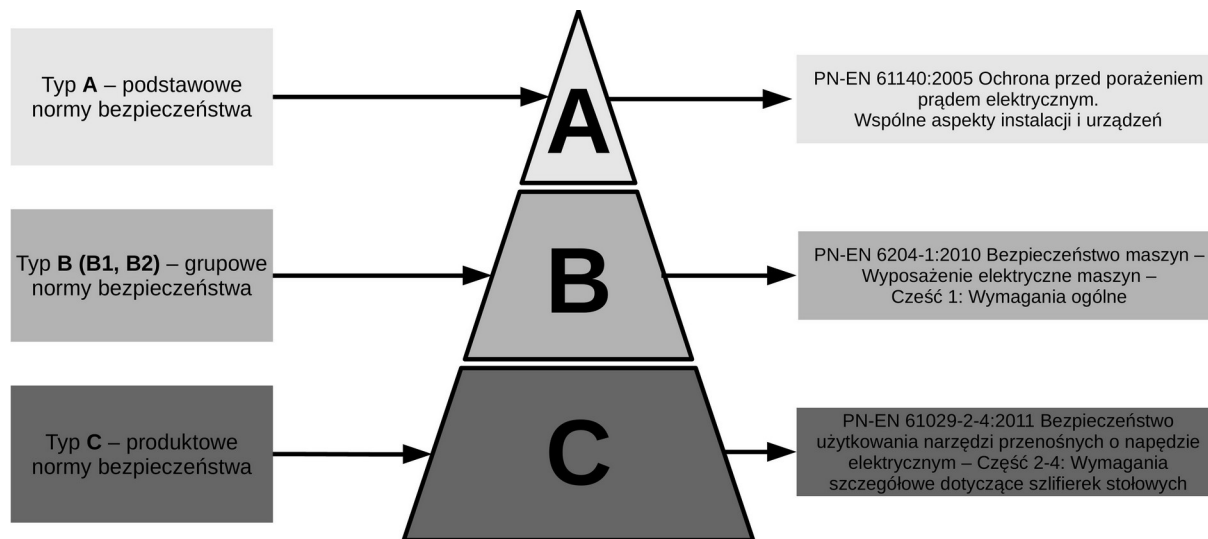 Typ A – podstawowe
normy bezpieczeństwa
A
PN-EN 61140:2005 Ochrona przed porażeniem
prądem elektrycznym.
Wspólne aspekty instalacji i urządzeń
Typ B (B1, B2) – grupowe
normy bezpieczeństwa
B
PN-EN 6204-1:2010 Bezpieczeństwo maszyn –
Wyposażenie elektryczne maszyn –
Cześć 1: Wymagania ogólne
Typ C – produktowe
normy bezpieczeństwa
C
PN-EN 61029-2-4:2011 Bezpieczeństwo
użytkowania narzędzi przenośnych o napędzie
elektrycznym – Część 2-4: Wymagania
szczegółowe dotyczące szlifierek stołowych